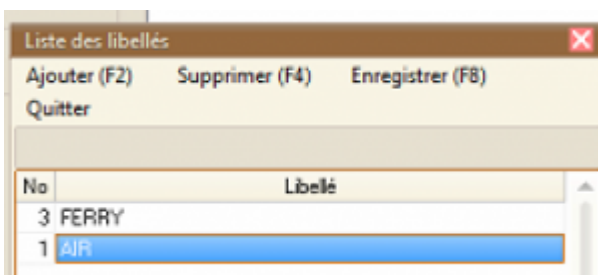 Liste des libellés
Ajouter (F2) Supprimer (F4) Enregistrer (F8)
Quitter
No Libellé
3 FERRY
1 AIR